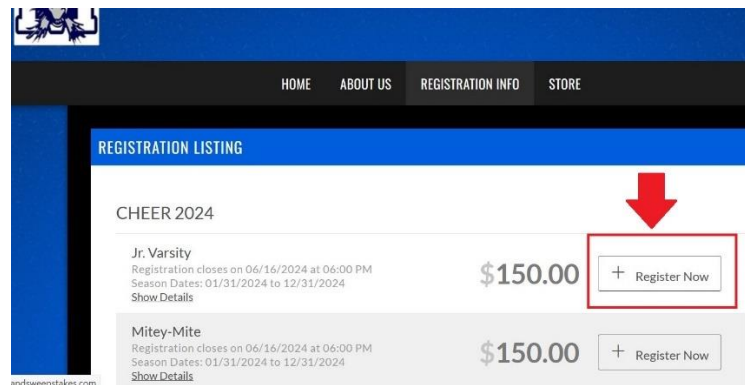 HOME ABOUT US REGISTRATION INFO STORE
REGISTRATION LISTING
CHEER 2024
Jr. Varsity
Registration closes on 06/16/2024 at 06:00 PM
Season Dates: 01/31/2024 to 12/31/2024
Show Details
$150.00
+ Register Now
Mitey-Mite
Registration closes on 06/16/2024 at 06:00 PM
Season Dates: 01/31/2024 to 12/31/2024
Show Details
$150.00
+ Register Now
andsweepstakes.com